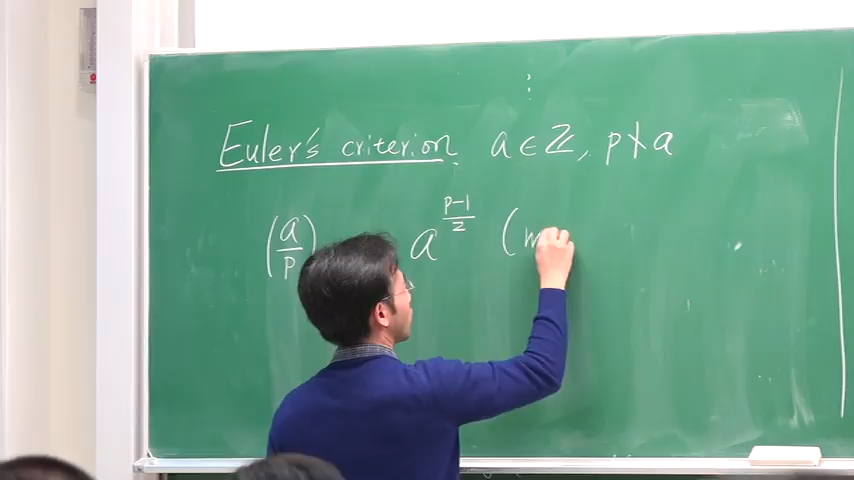 Euler's criterion. a ∈ ℤ, p ∤ a
(a/p) a^((p-1)/2) (m